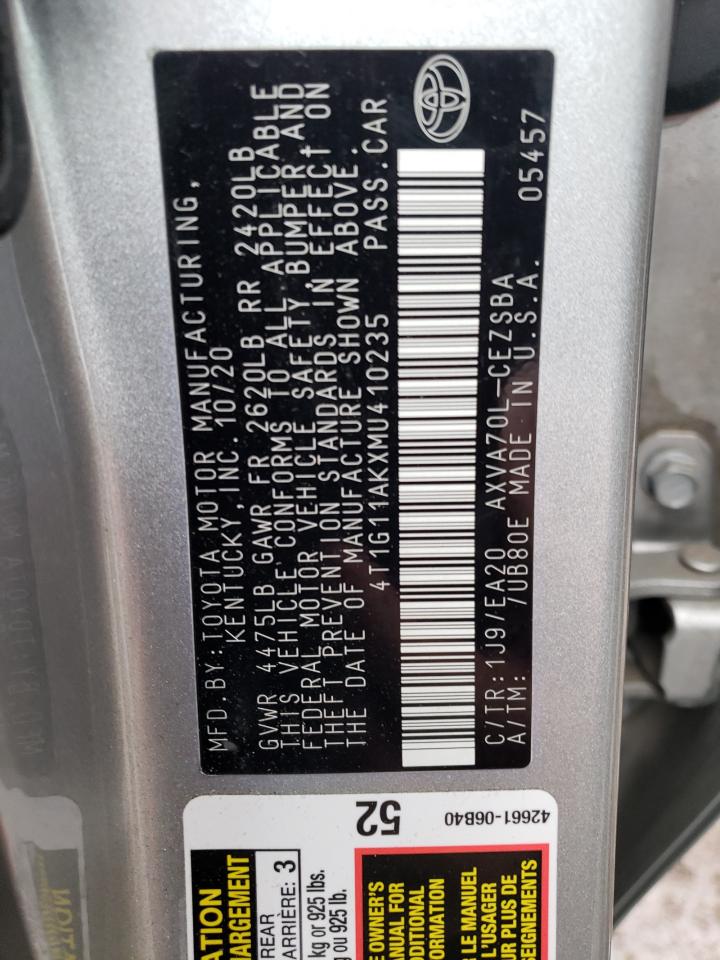 MFD.BY:TOYOTA MOTOR MANUFACTURING,
KENTUCKY,INC. 10/20
GVWR 4475LB GAWR FR 2620LB RR 2420LB
THIS VEHICLE CONFORMS TO ALL APPLICABLE
FEDERAL MOTOR VEHICLE SAFETY, BUMPER,AND
THEFT PREVENTION STANDARDS IN EFFECT ON
THE DATE OF MANUFACTURE SHOWN ABOVE.
4T1G11AKXMU410235 PASS.CAR
C/TR:1J9/EA20 AXVA70L-CEZSBA
A/TM: /UB80E MADE IN U.S.A. 05457
52
42661-06B40
ATION
HARGEMENT
REAR
ARRIÈRE: 3
kg or 925 lbs.
g ou 925 lb.
E OWNER'S
MANUAL FOR
ADDITIONAL
FORMATION
R LE MANUEL
L'USAGER
UR PLUS DE
SEIGNEMENTS